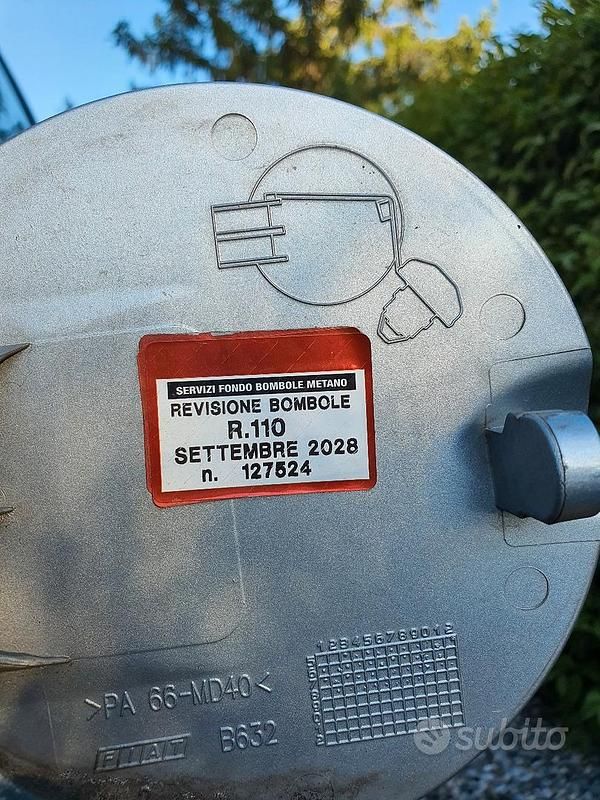 SERVIZI FONDO BOMBOLE METANO
REVISIONE BOMBOLE
R.110
SETTEMBRE 2028
n. 127524
123456789012
>PA 66-MD40<
FIAT B632
subito